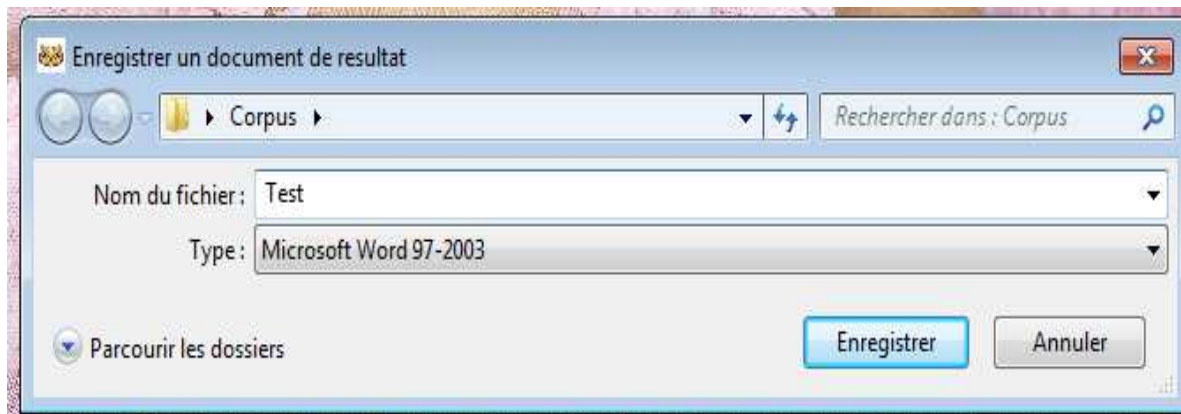 Enregistrer un document de resultat
Corpus
Rechercher dans : Corpus
Nom du fichier : Test
Type : Microsoft Word 97-2003
Parcourir les dossiers
Enregistrer
Annuler